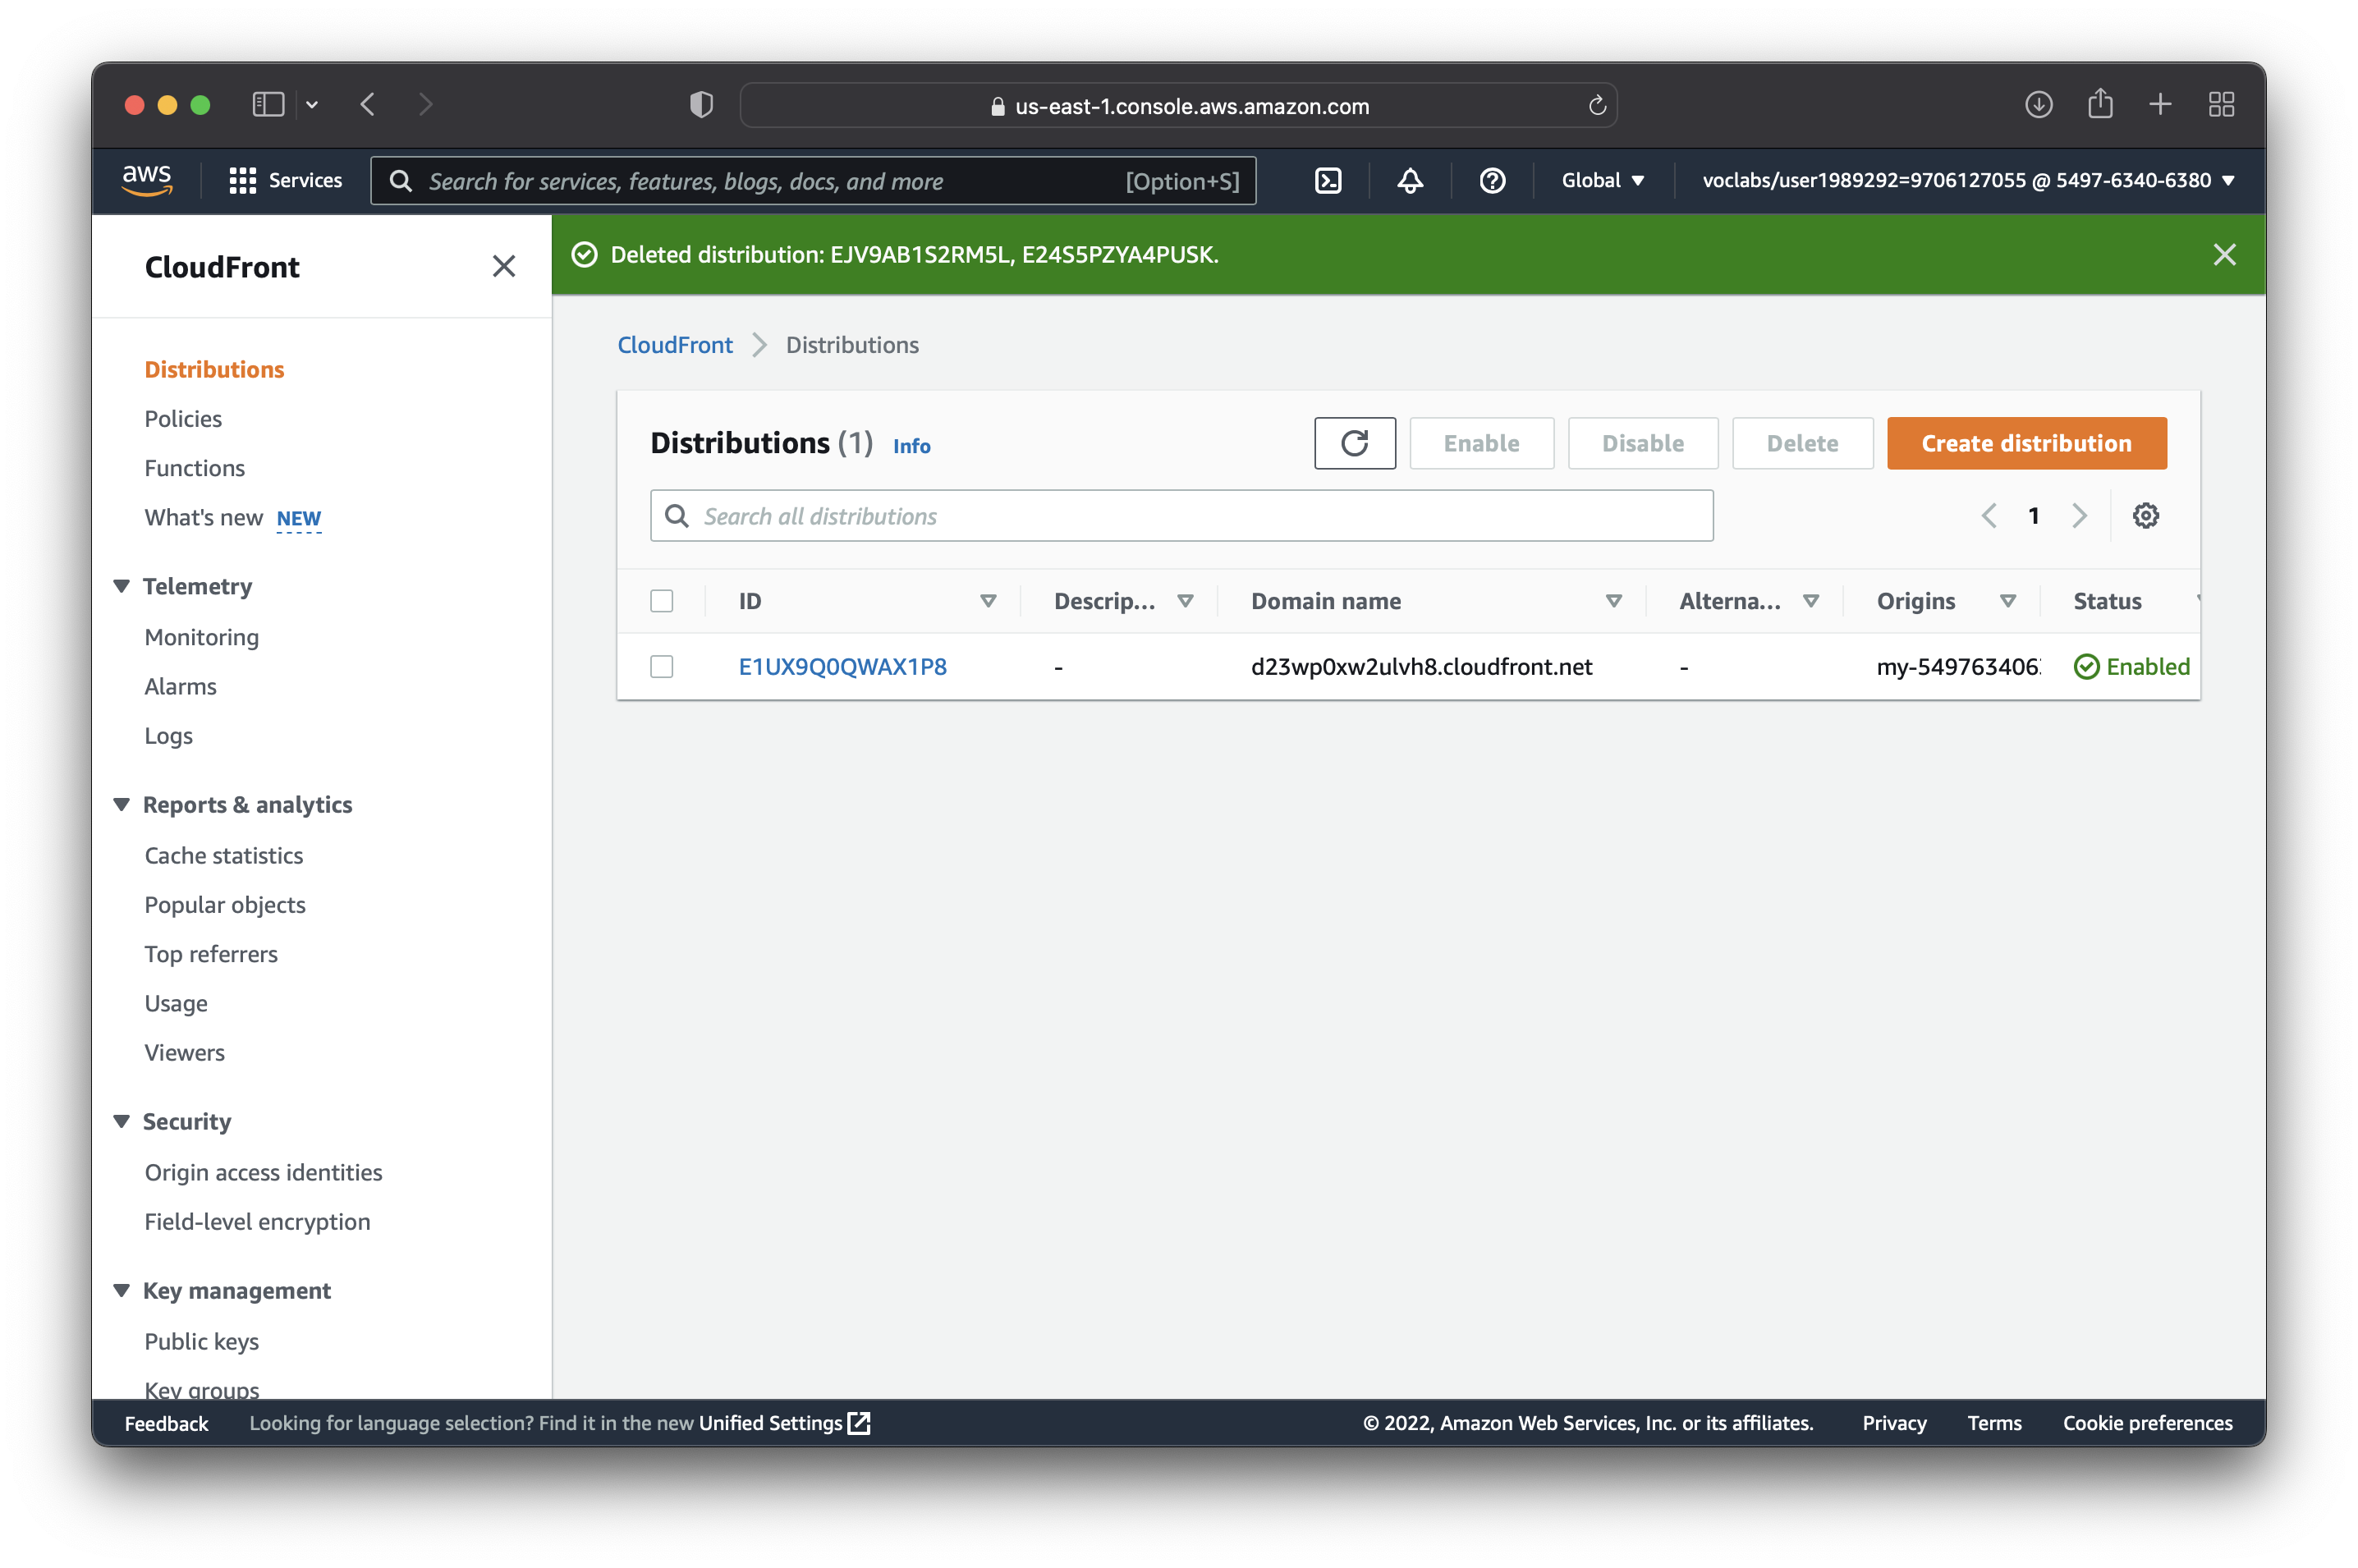 us-east-1.console.aws.amazon.com
aws
Services
Search for services, features, blogs, docs, and more
[Option+S]
Global
voclabs/user1989292=9706127055 @ 5497-6340-6380
CloudFront
Deleted distribution: EJV9AB1S2RM5L, E24S5PZYA4PUSK.
Distributions
Policies
Functions
What's new NEW
Telemetry
Monitoring
Alarms
Logs
Reports & analytics
Cache statistics
Popular objects
Top referrers
Usage
Viewers
Security
Origin access identities
Field-level encryption
Key management
Public keys
Key groups
CloudFront
Distributions
Distributions (1) Info
Enable
Disable
Delete
Create distribution
Search all distributions
1
ID
Descrip...
Domain name
Alterna...
Origins
Status
E1UX9Q0QWAX1P8
-
d23wp0xw2ulvh8.cloudfront.net
-
my-549763406
Enabled
Feedback
Looking for language selection? Find it in the new Unified Settings
© 2022, Amazon Web Services, Inc. or its affiliates.
Privacy
Terms
Cookie preferences